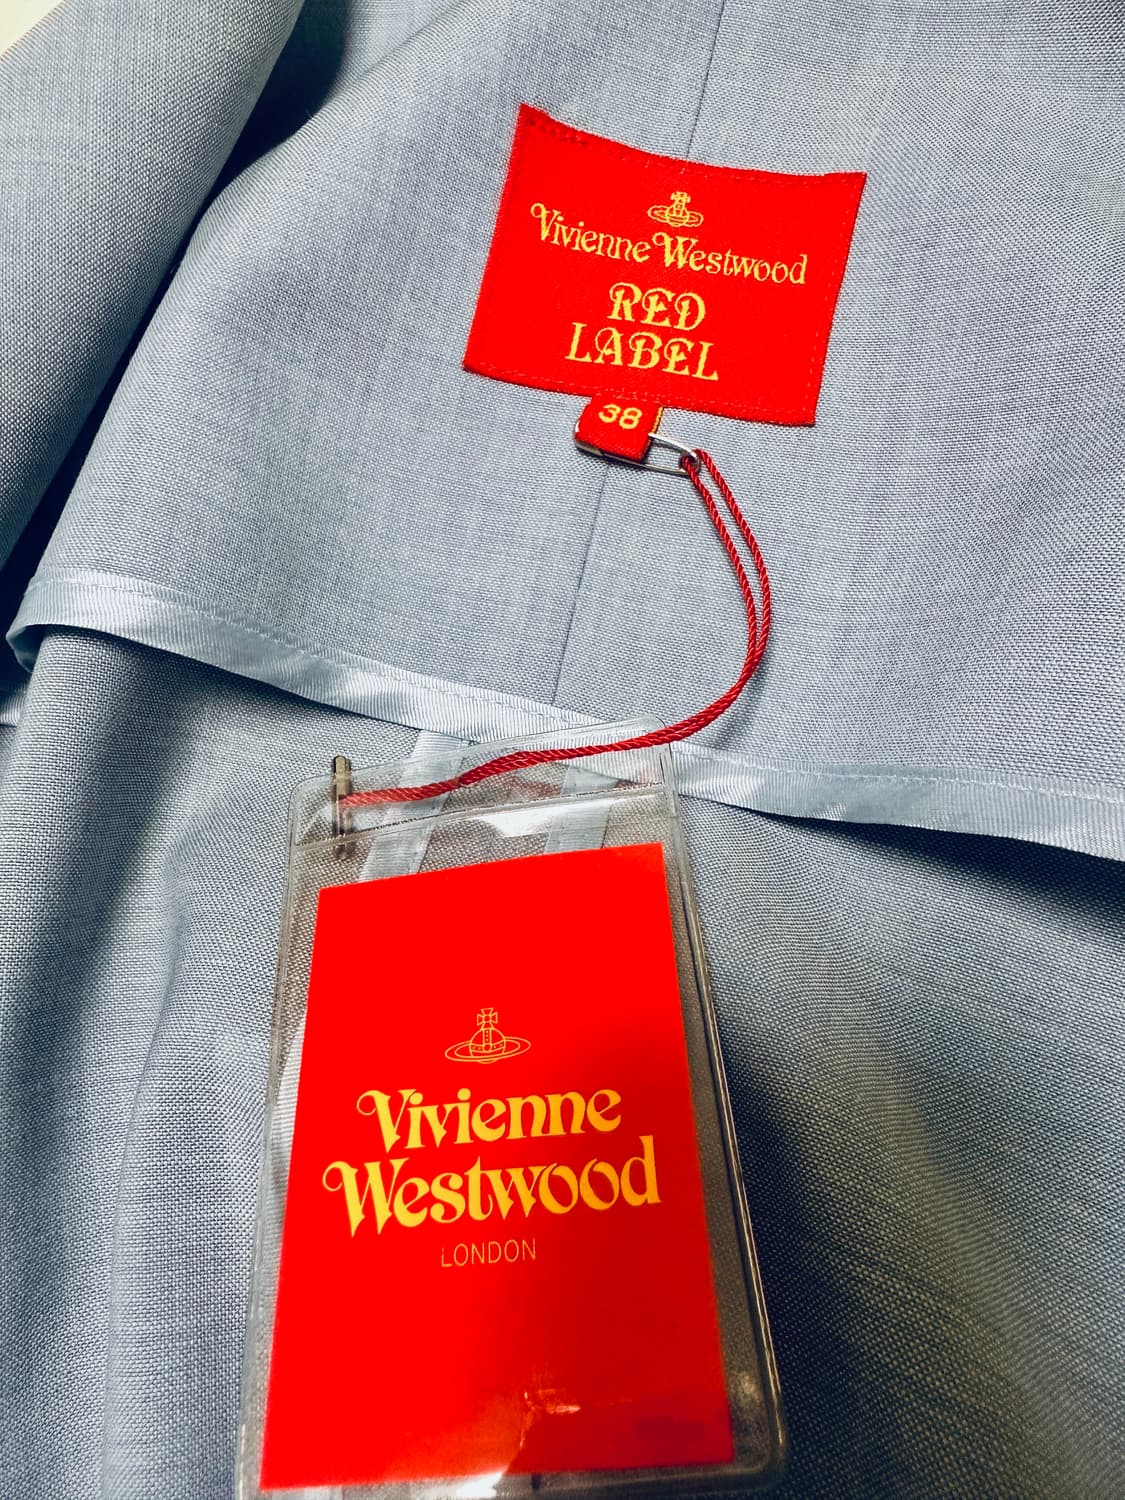 Vivienne Westwood
RED
LABEL
38
Vivienne
Westwood
LONDON